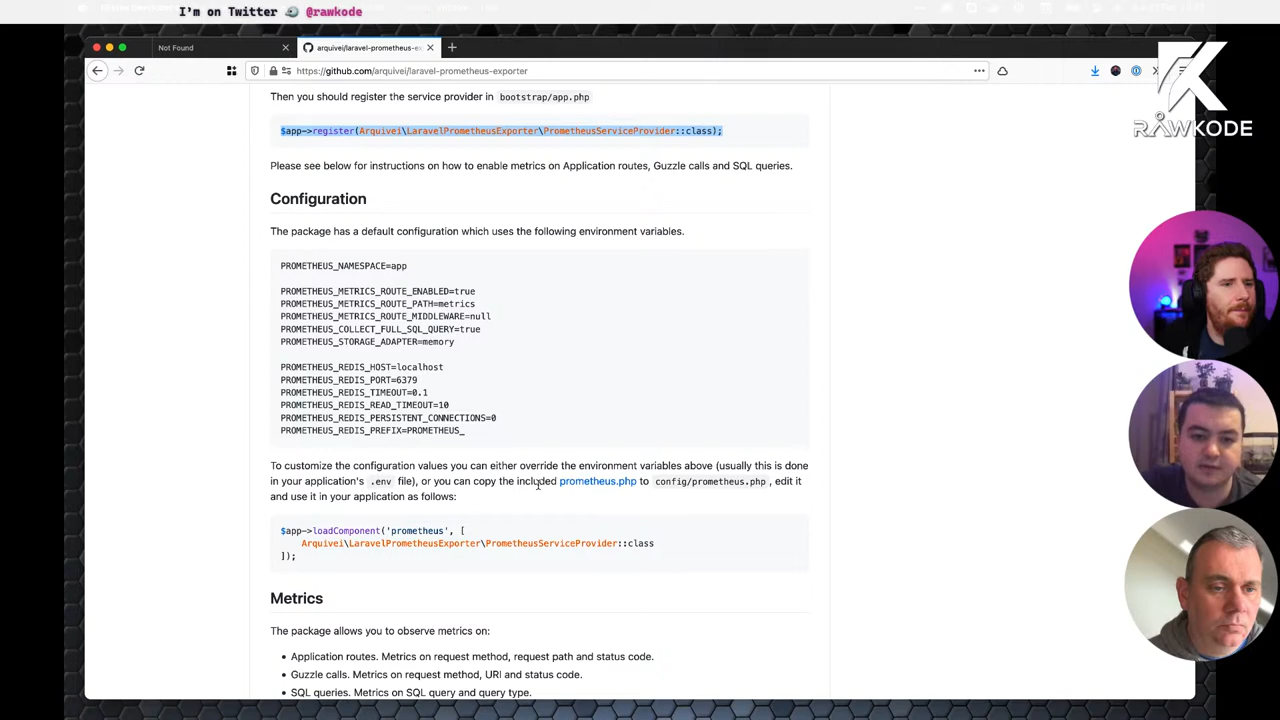 I'm on Twitter @rawkode
Not Found
arquivei/laravel-prometheus-ex
https://github.com/arquivei/laravel-prometheus-exporter
RAWKODE
Then you should register the service provider in bootstrap/app.php
$app->register(Arquivei\LaravelPrometheusExporter\PrometheusServiceProvider::class);
Please see below for instructions on how to enable metrics on Application routes, Guzzle calls and SQL queries.
Configuration
The package has a default configuration which uses the following environment variables.
PROMETHEUS_NAMESPACE=app
PROMETHEUS_METRICS_ROUTE_ENABLED=true
PROMETHEUS_METRICS_ROUTE_PATH=metrics
PROMETHEUS_METRICS_ROUTE_MIDDLEWARE=null
PROMETHEUS_COLLECT_FULL_SQL_QUERY=true
PROMETHEUS_STORAGE_ADAPTER=memory
PROMETHEUS_REDIS_HOST=localhost
PROMETHEUS_REDIS_PORT=6379
PROMETHEUS_REDIS_TIMEOUT=0.1
PROMETHEUS_REDIS_READ_TIMEOUT=10
PROMETHEUS_REDIS_PERSISTENT_CONNECTIONS=0
PROMETHEUS_REDIS_PREFIX=PROMETHEUS_
To customize the configuration values you can either override the environment variables above (usually this is done
in your application's .env file), or you can copy the included prometheus.php to config/prometheus.php, edit it
and use it in your application as follows:
$app->loadComponent('prometheus', [
Arquivei\LaravelPrometheusExporter\PrometheusServiceProvider::class
]);
Metrics
The package allows you to observe metrics on:
• Application routes. Metrics on request method, request path and status code.
• Guzzle calls. Metrics on request method, URI and status code.
• SQL queries. Metrics on SQL query and query type.